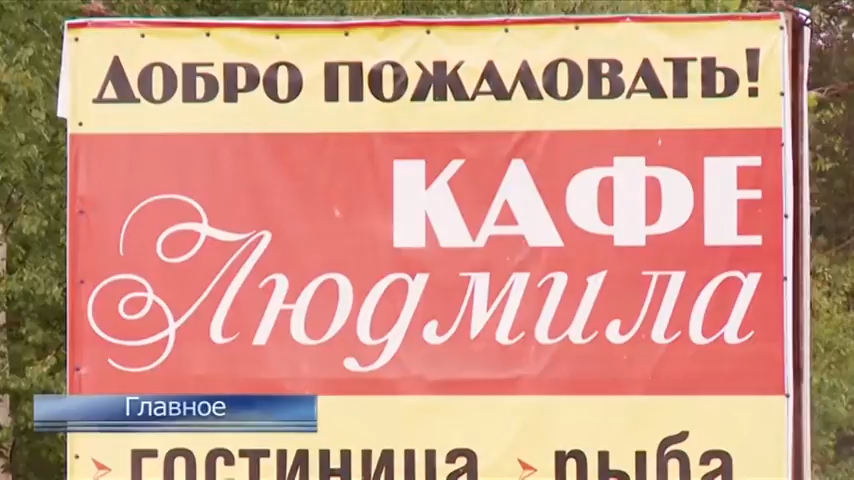 ДОБРО ПОЖАЛОВАТЬ!
КАФЕ
Людмила
Главное
гостиница рыба